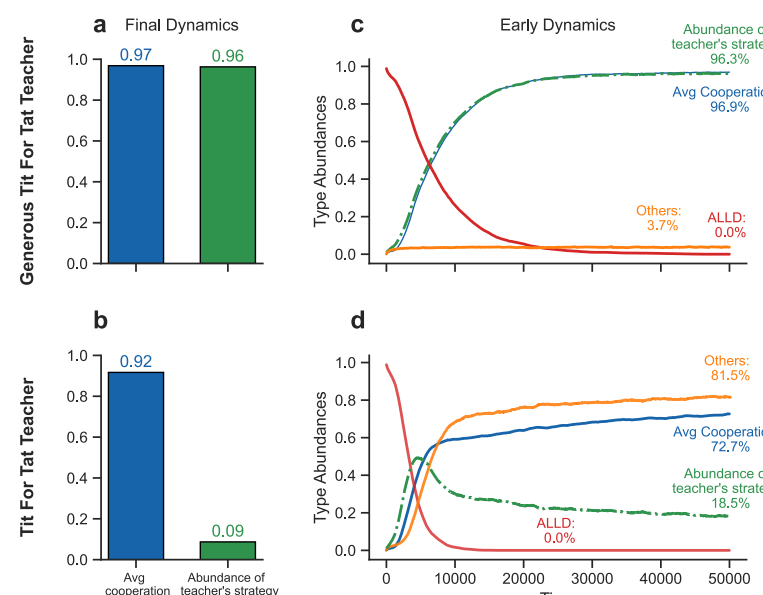 a Final Dynamics
Generous Tit For Tat Teacher
0.97
0.96
1.0
0.8
0.6
0.4
0.2
0.0
c Early Dynamics
Abundance
teacher's
96.3%
Avg
96.9%
Others:
3.7%
ALLD:
0.0%
Type Abundances
1.0
0.8
0.6
0.4
0.2
0.0
b
Tit For Tat Teacher
0.92
0.09
1.0
0.8
0.6
0.4
0.2
0.0
Avg
cooperation
Abundance of
teacher's strategy
d
Others:
81.5%
Avg
72.7%
Abundance
teacher's
18.5%
ALLD:
0.0%
Type Abundances
1.0
0.8
0.6
0.4
0.2
0.0
0 10000 20000 30000 40000 50000